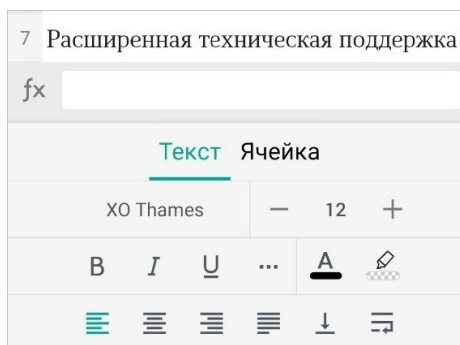 7 Расширенная техническая поддержка
fx
Текст Ячейка
XO Thames — 12 +
B I U ... A